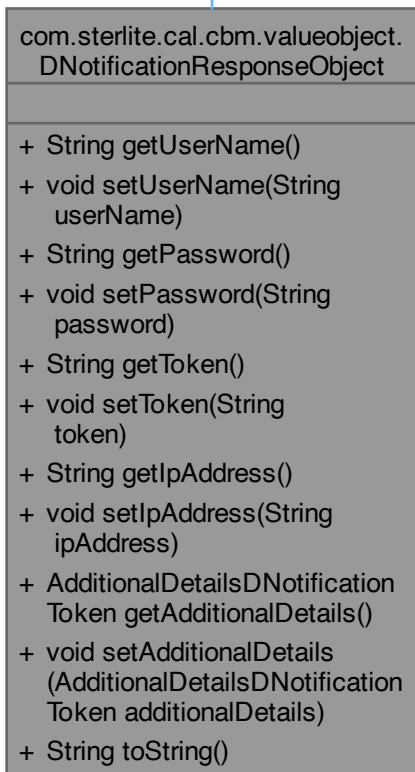 com.sterlite.cal.cbm.valueobject.
DNotificationResponseObject
+ String getUserName()
+ void setUserName(String
userName)
+ String getPassword()
+ void setPassword(String
password)
+ String getToken()
+ void setToken(String
token)
+ String getIpAddress()
+ void setIpAddress(String
ipAddress)
+ AdditionalDetailsDNotification
Token getAdditionalDetails()
+ void setAdditionalDetails
(AdditionalDetailsDNotification
Token additionalDetails)
+ String toString()